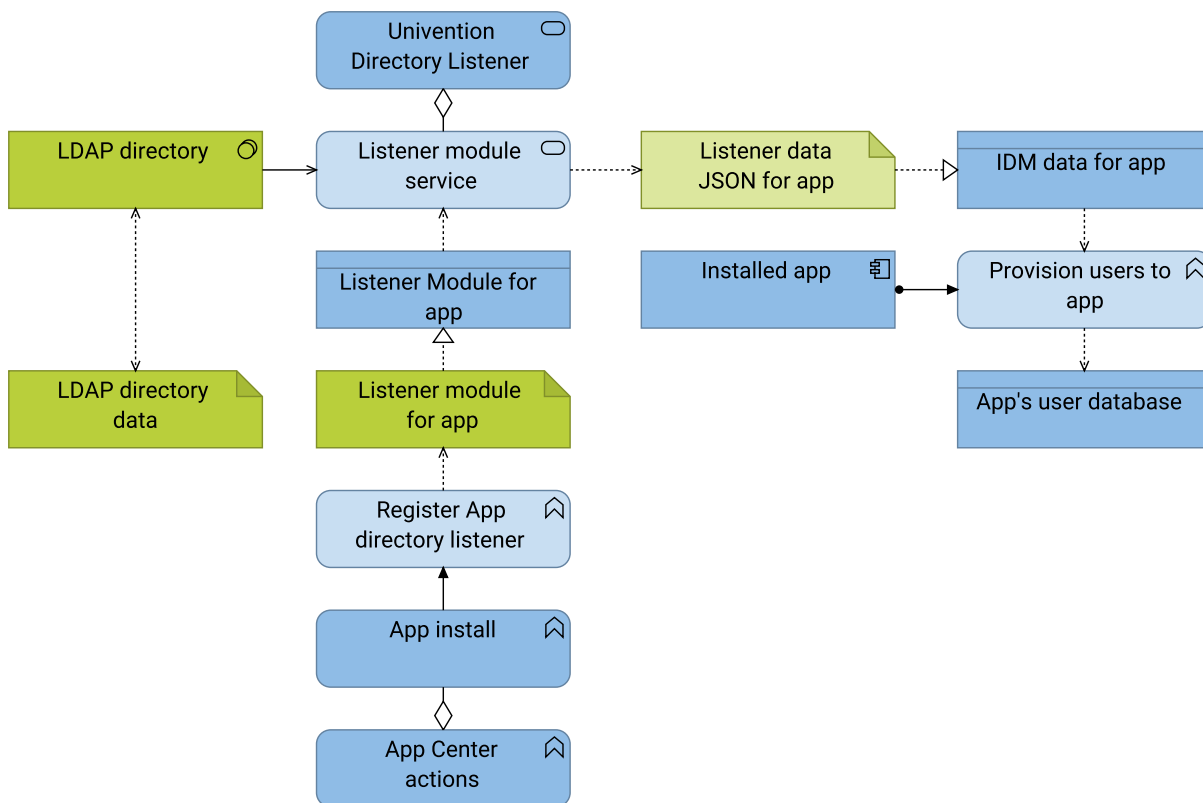 Univention
Directory Listener
LDAP directory
Listener module
service
Listener data
JSON for app
IDM data for app
Listener Module for
app
Installed app
Provision users to
app
LDAP directory
data
Listener module
for app
App's user database
Register App
directory listener
App install
App Center
actions